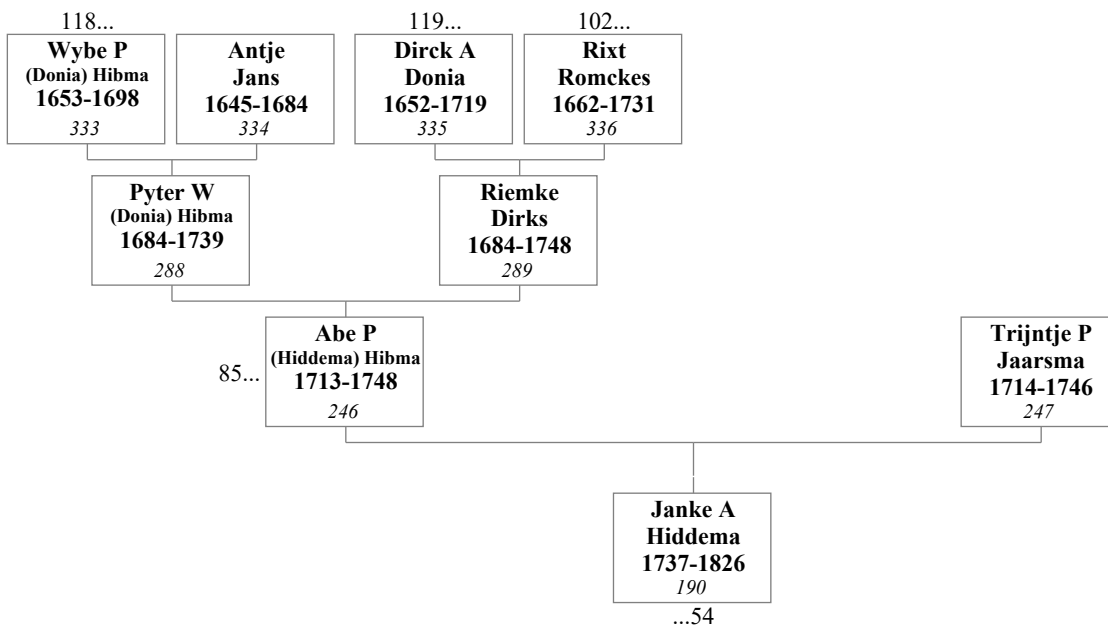 118...
119...
102...
Wybe P
(Donia) Hibma
1653-1698
333
Antje
Jans
1645-1684
334
Dirck A
Donia
1652-1719
335
Rixt
Romckes
1662-1731
336
Pyter W
(Donia) Hibma
1684-1739
288
Riemke
Dirks
1684-1748
289
85...
Abe P
(Hiddema) Hibma
1713-1748
246
Trijntje P
Jaarsma
1714-1746
247
Janke A
Hiddema
1737-1826
190
...54